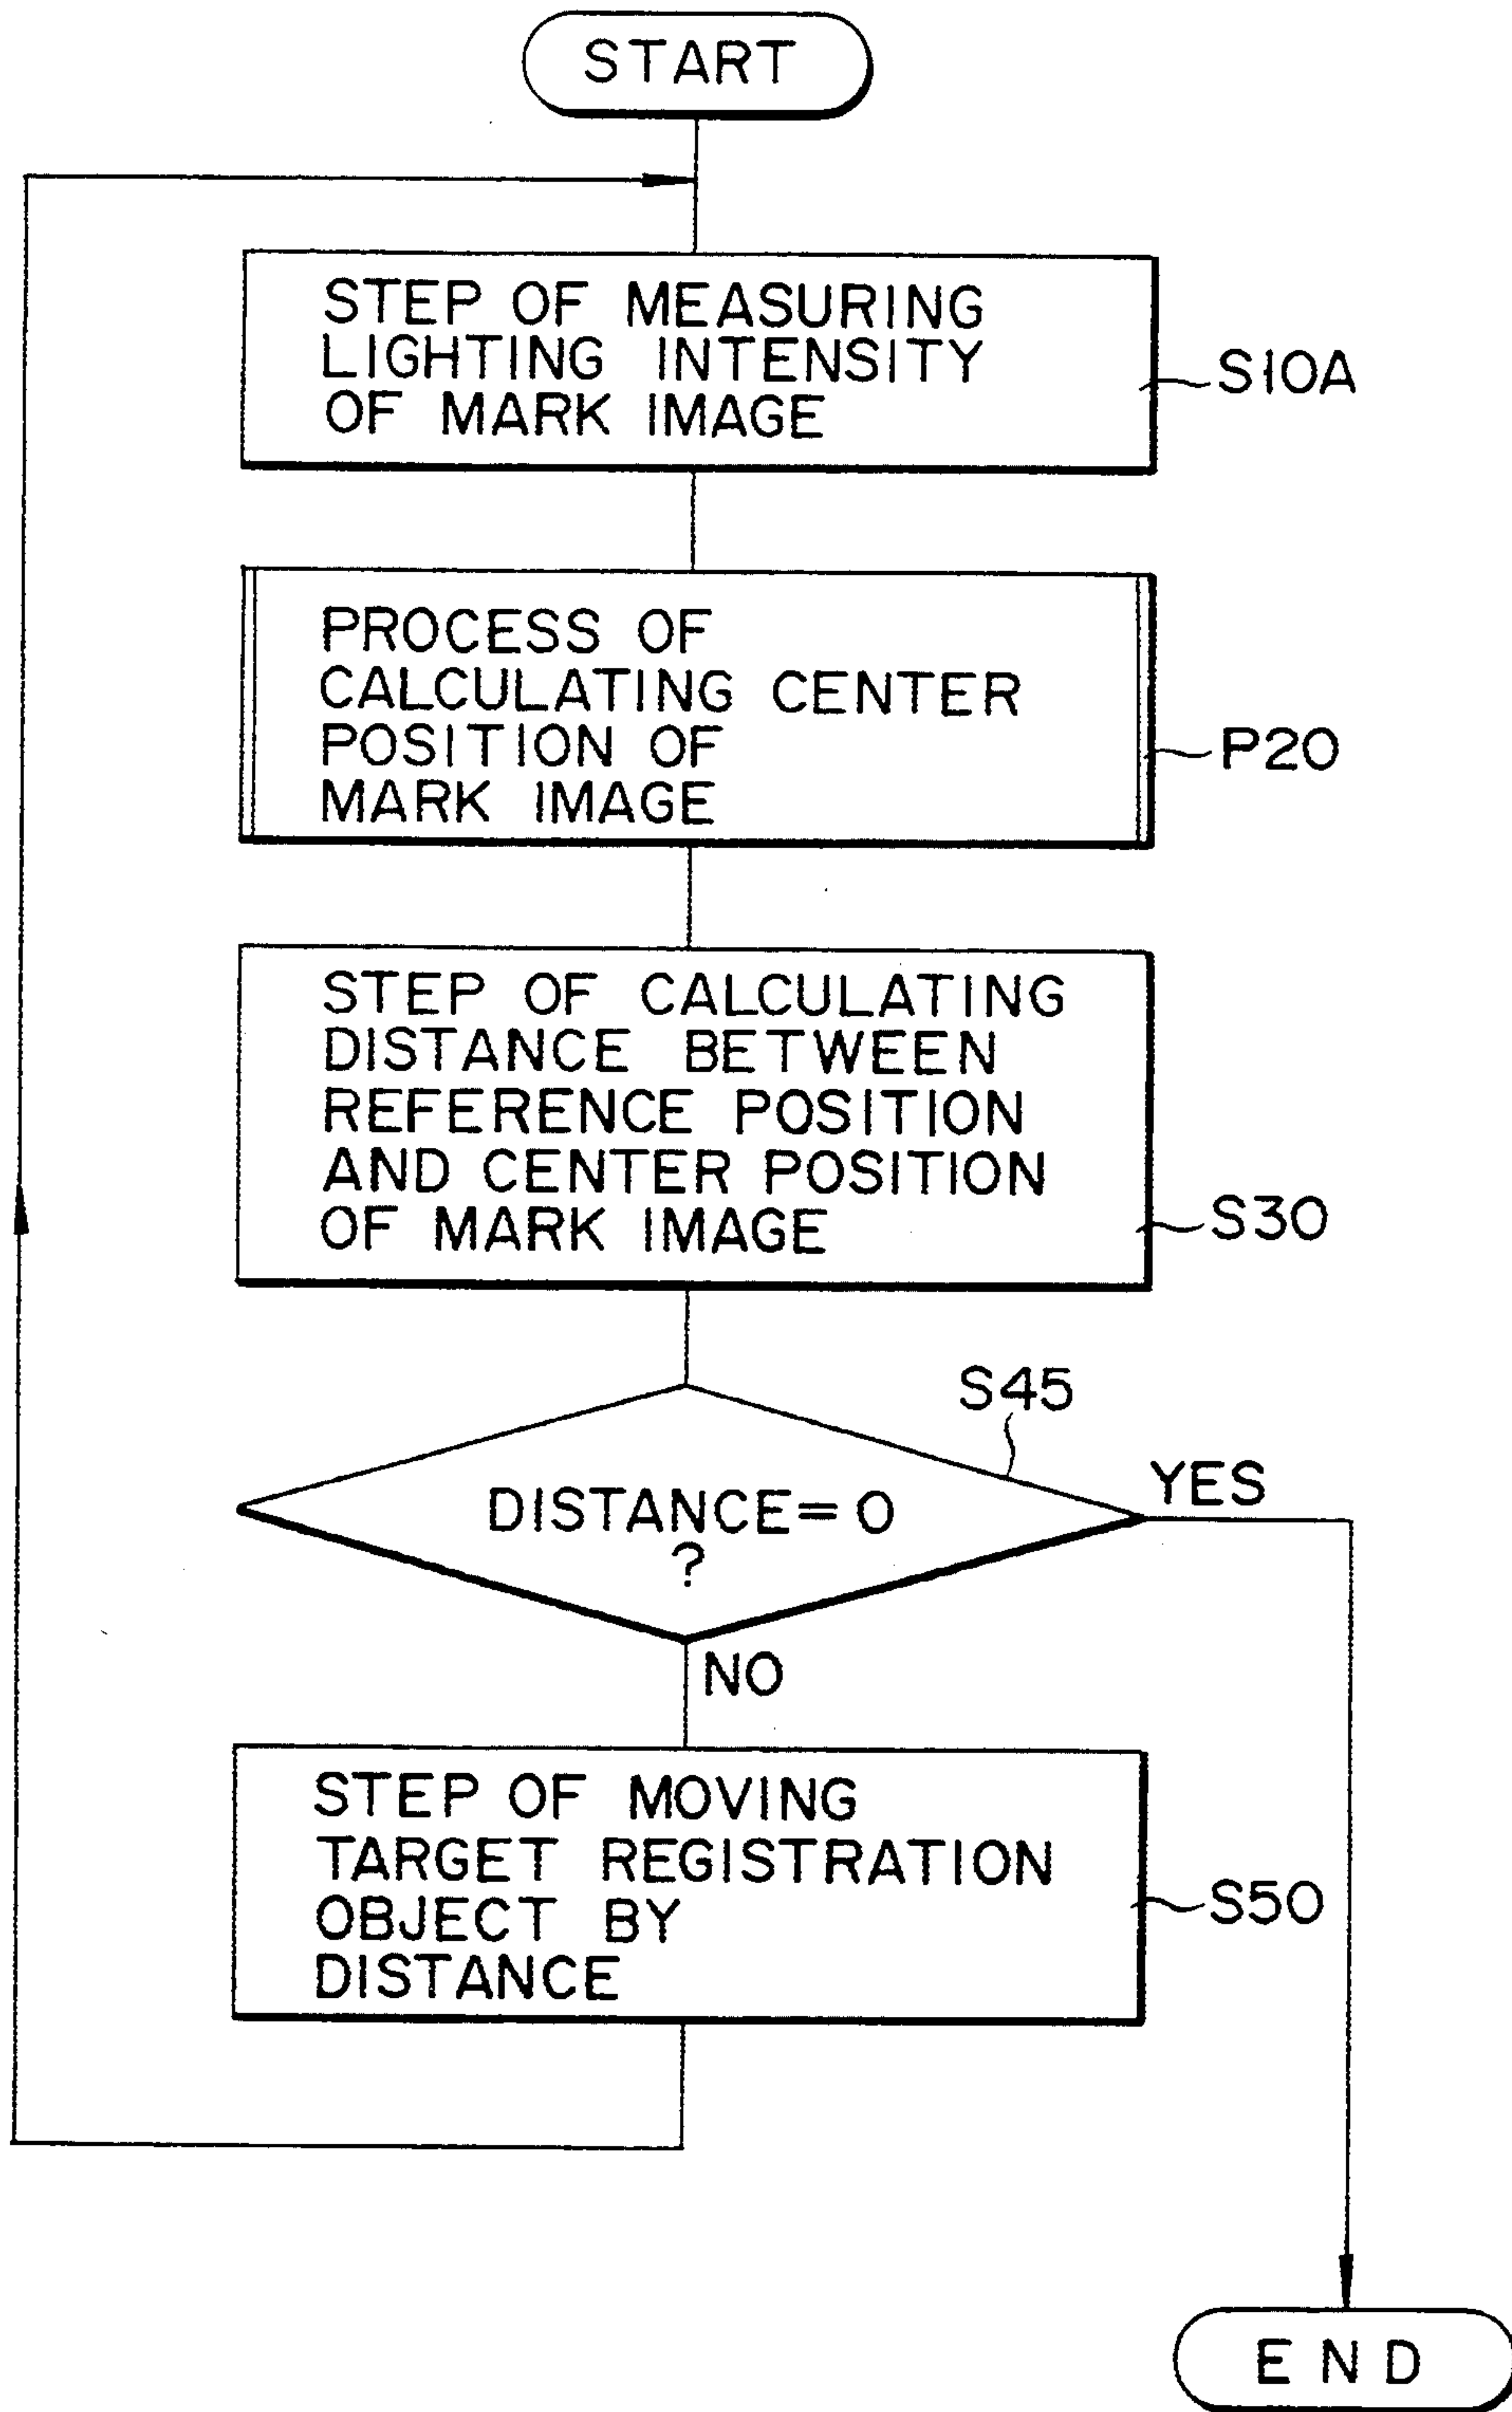 START
STEP OF MEASURING
LIGHTING INTENSITY
OF MARK IMAGE
S10A
PROCESS OF
CALCULATING CENTER
POSITION OF
MARK IMAGE
P20
STEP OF CALCULATING
DISTANCE BETWEEN
REFERENCE POSITION
AND CENTER POSITION
OF MARK IMAGE
S30
S45
YES
DISTANCE=0
?
NO
STEP OF MOVING
TARGET REGISTRATION
OBJECT BY
DISTANCE
S50
END